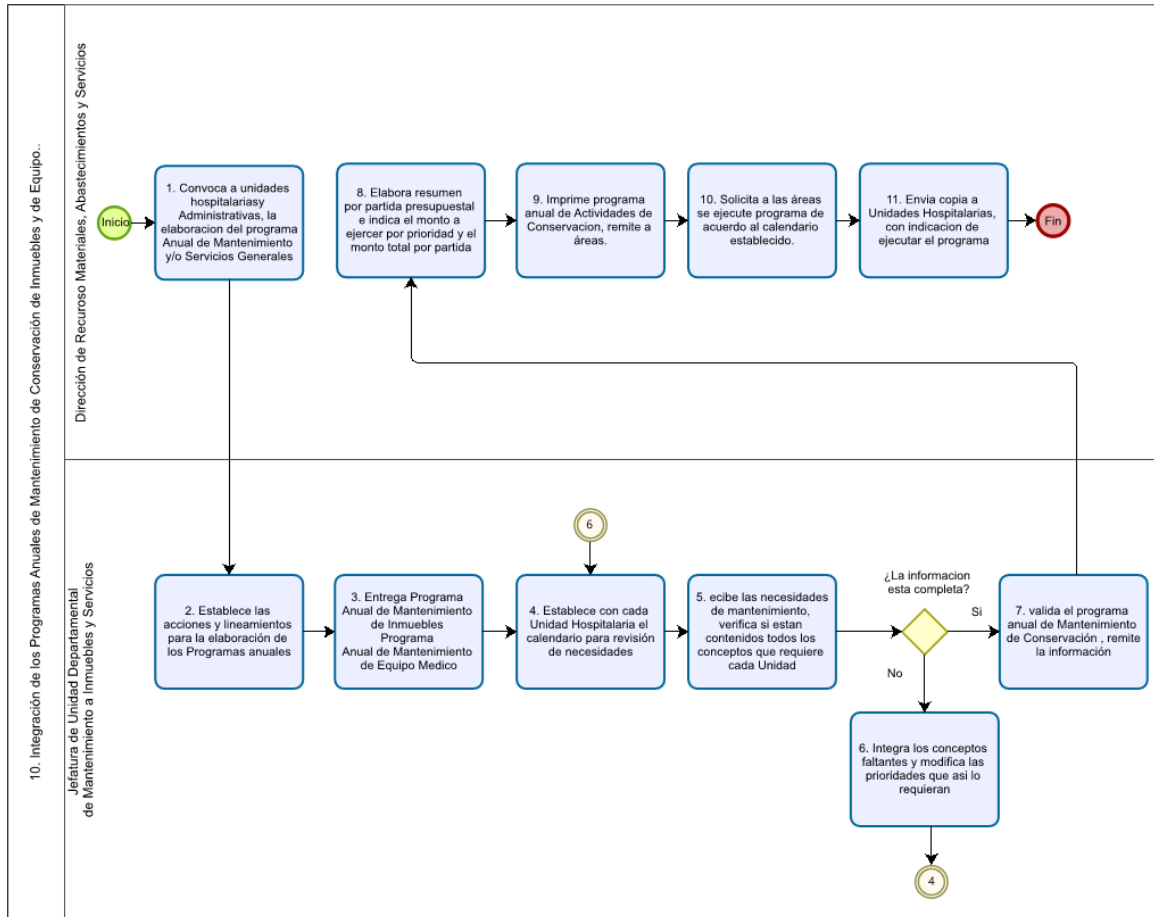 10. Integración de los Programas Anuales de Mantenimiento de Conservación de Inmuebles y de Equipo..
Dirección de Recuroso Materiales, Abastecimientos y Servicios
Inicio
1. Convoca a unidades
hospitalariasy
Administrativas, la
elaboracion del programa
Anual de Mantenimiento
y/o Servicios Generales
8. Elabora resumen
por partida presupuestal
e indica el monto a
ejercer por prioridad y el
monto total por partida
9. Imprime programa
anual de Actividades de
Conservacion, remite a
áreas.
10. Solicita a las áreas
se ejecute programa de
acuerdo al calendario
establecido.
11. Envia copia a
Unidades Hospitalarias,
con indicacion de
ejecutar el programa
Fin
Jefatura de Unidad Departamental
de Mantenimiento a Inmuebles y Servicios
2. Establece las
acciones y lineamientos
para la elaboración de
los Programas anuales
3. Entrega Programa
Anual de Mantenimiento
de Inmuebles
Programa
Anual de Mantenimiento
de Equipo Medico
6
4. Establece con cada
Unidad Hospitalaria el
calendario para revisión
de necesidades
5. ecibe las necesidades
de mantenimiento,
verifica si estan
contenidos todos los
conceptos que requiere
cada Unidad
¿La informacion
esta completa?
Si
No
7. valida el programa
anual de Mantenimiento
de Conservación , remite
la información
6. Integra los conceptos
faltantes y modifica las
prioridades que asi lo
requieran
4